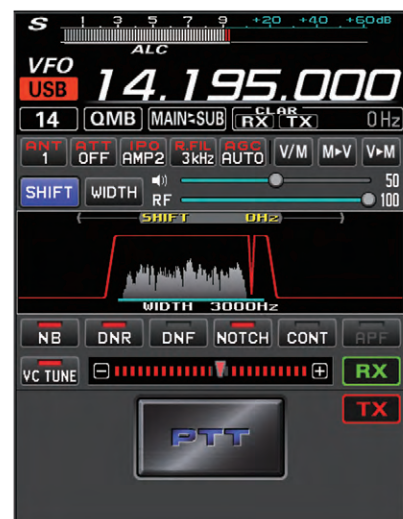 S 1 3 5 7 9 +20 +40 +60dB
ALC
VFO
USB 14.195.000
14 QMB MAIN⇆SUB CLAR RX TX 0Hz
ANT 1 ATT OFF IPO AMP2 R.FIL 3kHz AGC AUTO V/M M▶V V▶M
SHIFT WIDTH 50
RF 100
SHIFT 0Hz
WIDTH 3000Hz
NB DNR DNF NOTCH CONT APF
VC TUNE − + RX
TX
PTT